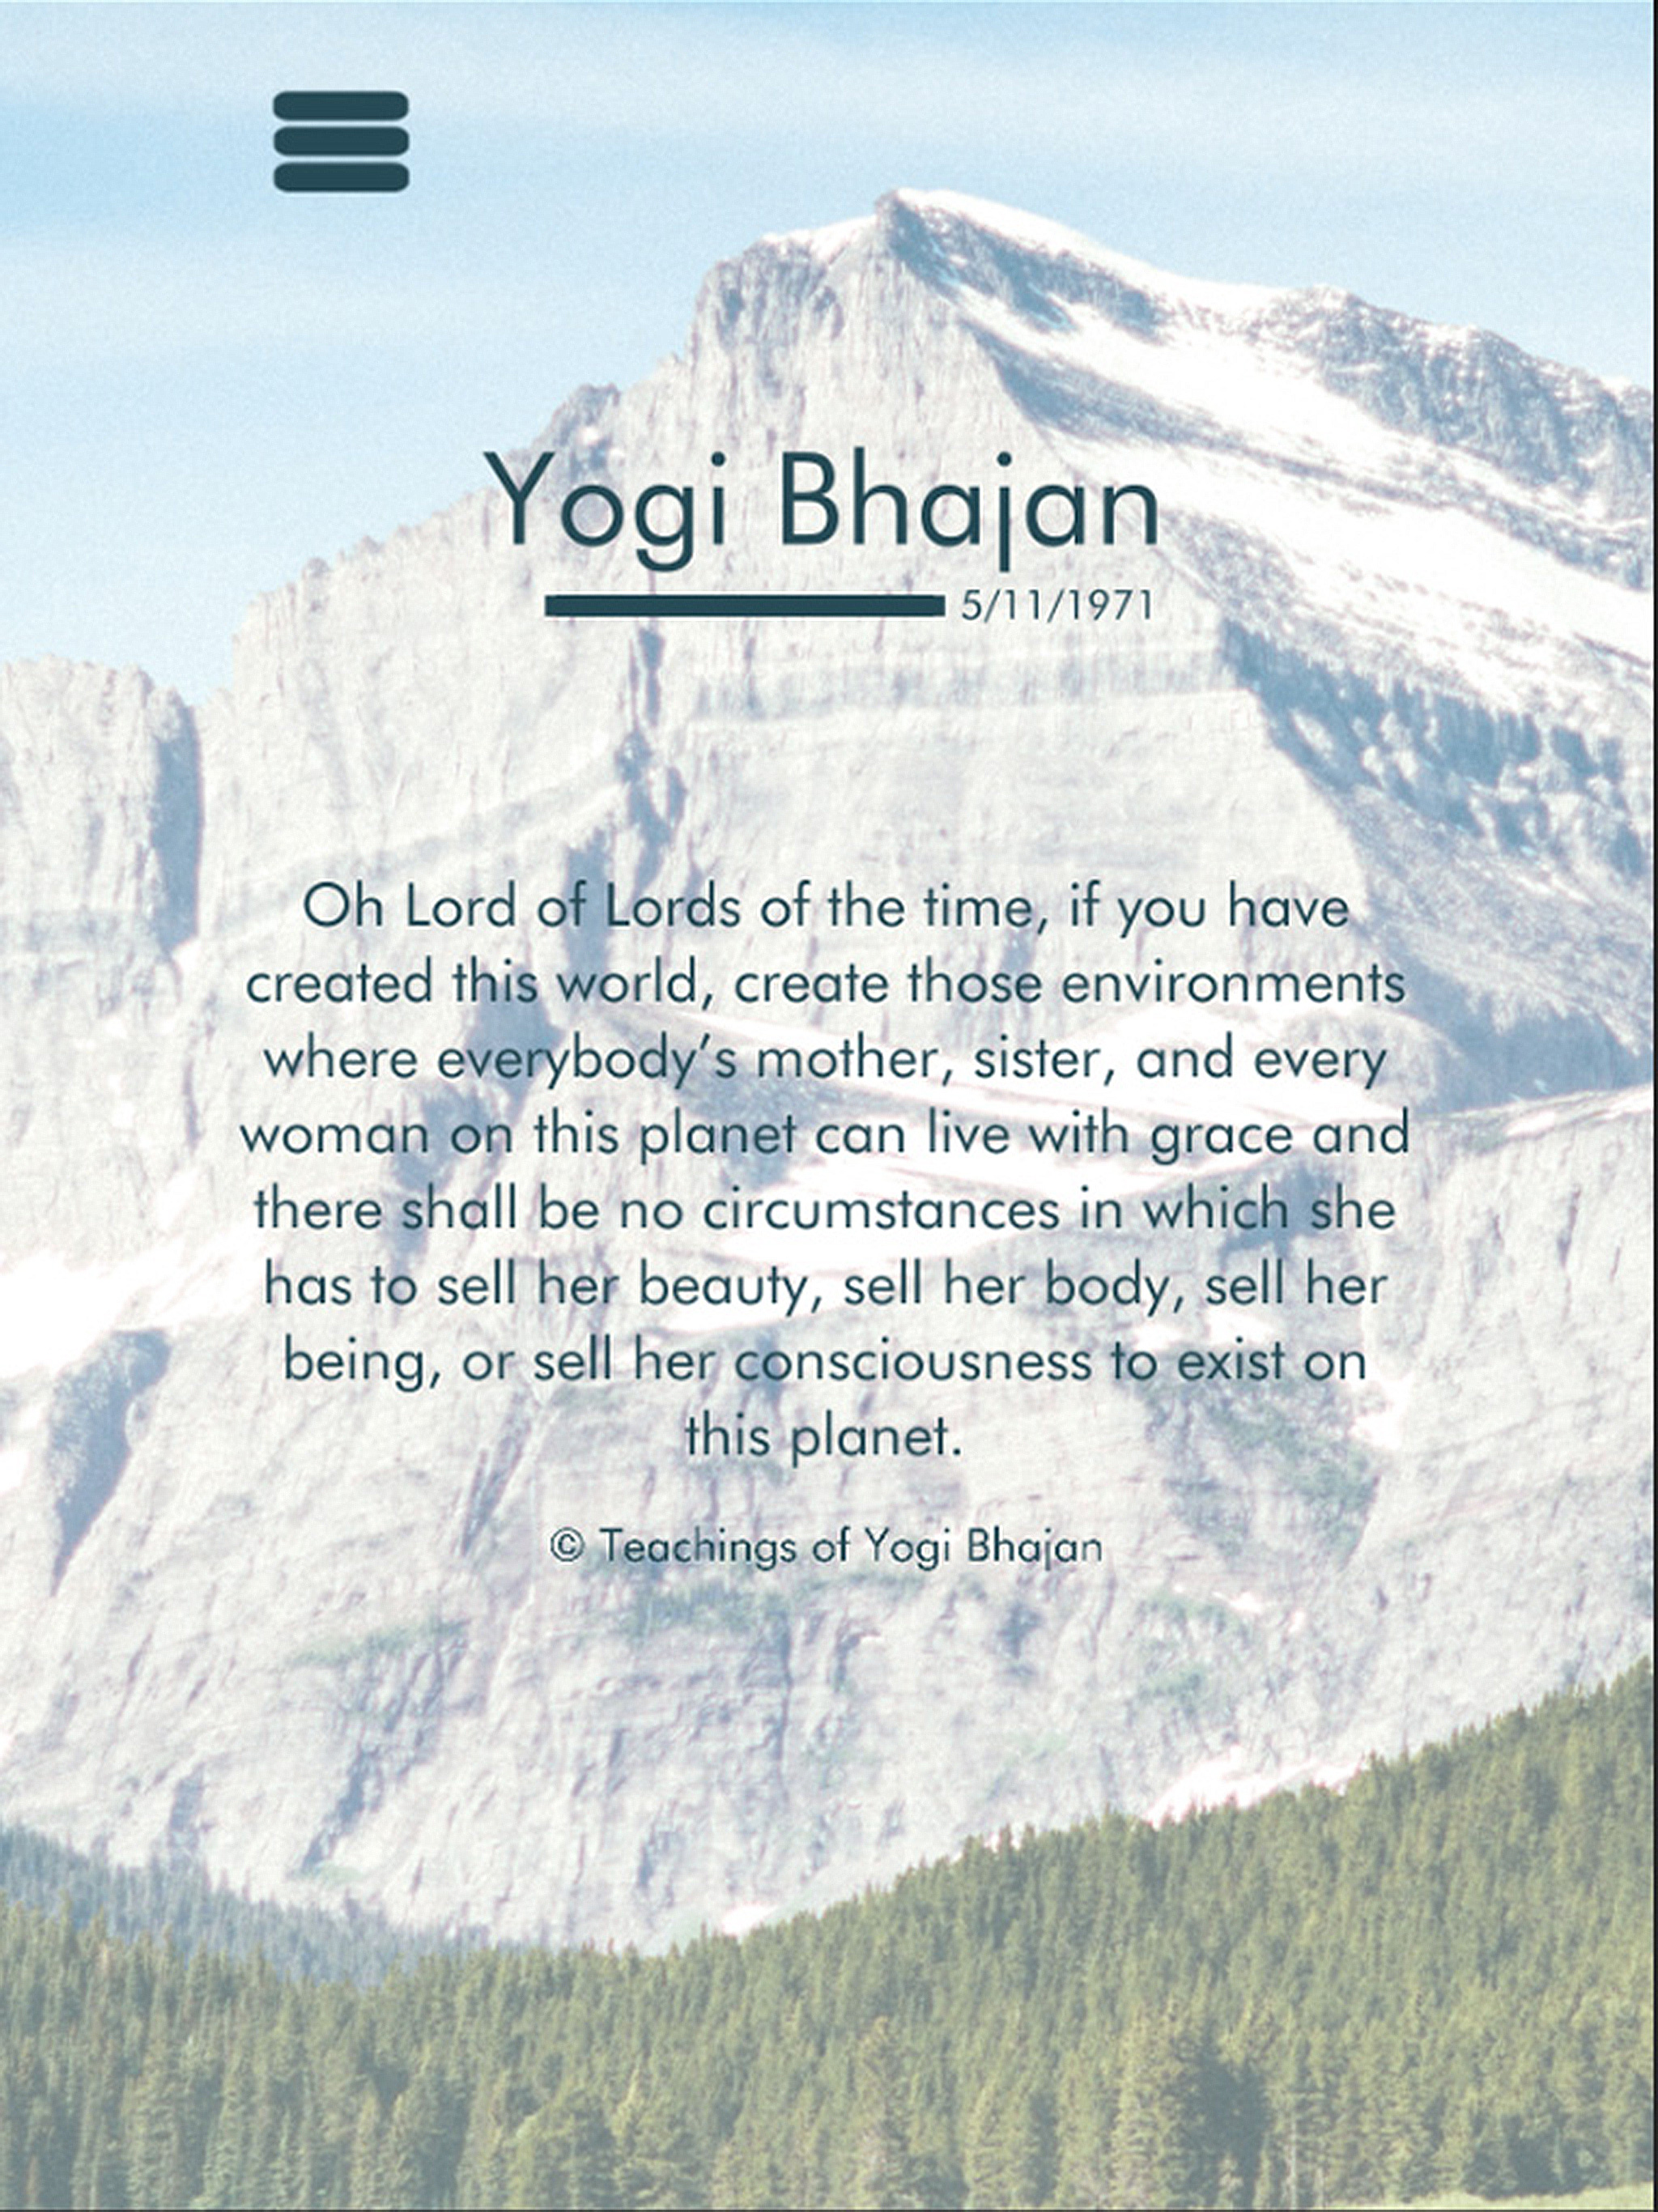 Yogi Bhajan
5/11/1971
Oh Lord of Lords of the time, if you have
created this world, create those environments
where everybody’s mother, sister, and every
woman on this planet can live with grace and
there shall be no circumstances in which she
has to sell her beauty, sell her body, sell her
being, or sell her consciousness to exist on
this planet.
© Teachings of Yogi Bhajan